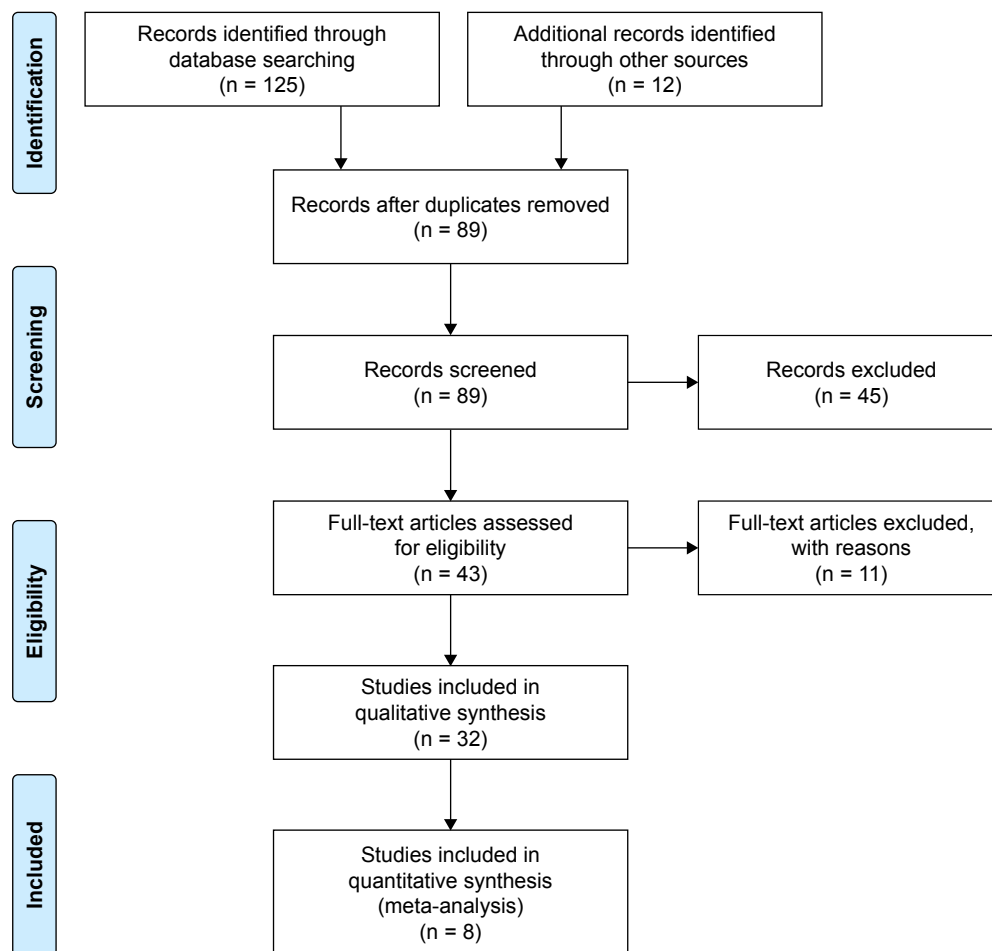 Identification
Records identified through
database searching
(n = 125)
Additional records identified
through other sources
(n = 12)
Records after duplicates removed
(n = 89)
Screening
Records screened
(n = 89)
Records excluded
(n = 45)
Eligibility
Full-text articles assessed
for eligibility
(n = 43)
Full-text articles excluded,
with reasons
(n = 11)
Studies included in
qualitative synthesis
(n = 32)
Included
Studies included in
quantitative synthesis
(meta-analysis)
(n = 8)